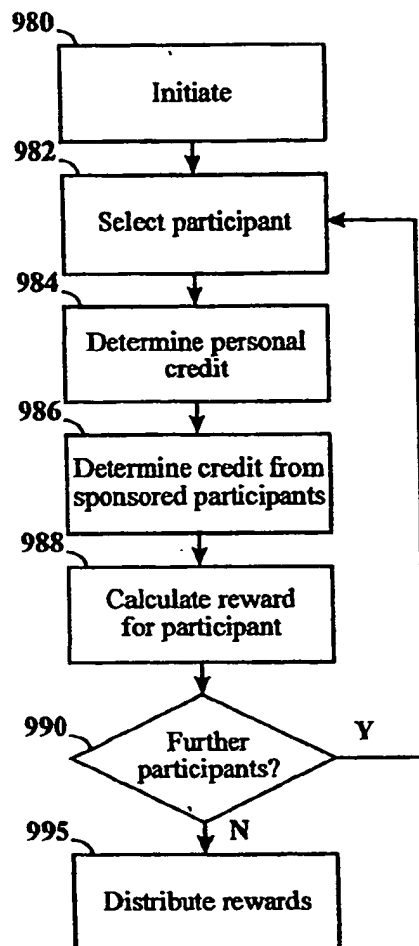 980
Initiate
982
Select participant
984
Determine personal
credit
986
Determine credit from
sponsored participants
988
Calculate reward
for participant
990
Further
participants?
Y
N
995
Distribute rewards